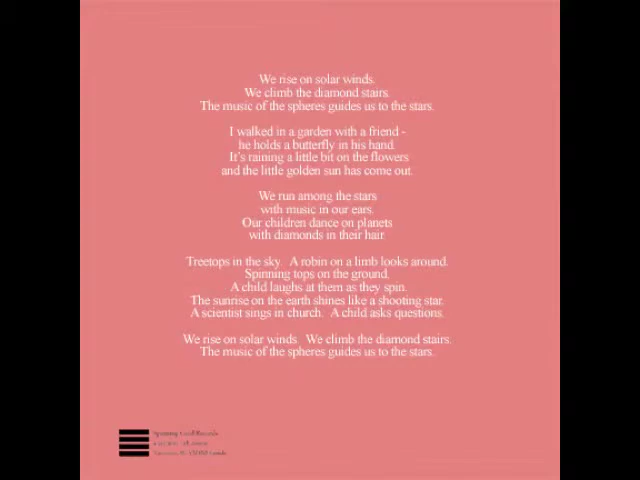 We rise on solar winds.
We climb the diamond stairs.
The music of the spheres guides us to the stars.
I walked in a garden with a friend -
he holds a butterfly in his hand.
It's raining a little bit on the flowers
and the little golden sun has come out.
We run among the stars
with music in our ears.
Our children dance on planets
with diamonds in their hair.
Treetops in the sky. A robin on a limb looks around.
Spinning tops on the ground,
A child laughs at them as they spin.
The sunrise on the earth shines like a shooting star.
A scientist sings in church. A child asks questions.
We rise on solar winds. We climb the diamond stairs.
The music of the spheres guides us to the stars.
Records